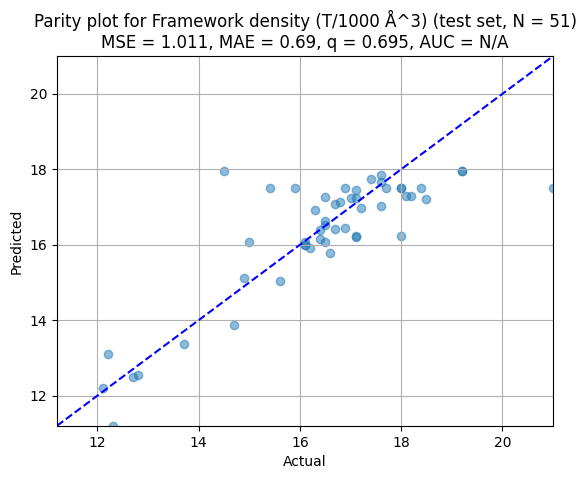 Parity plot for Framework density (T/1000 Å^3) (test set, N = 51)
MSE = 1.011, MAE = 0.69, q = 0.695, AUC = N/A
20
18
16
14
12
Predicted
12 14 16 18 20
Actual